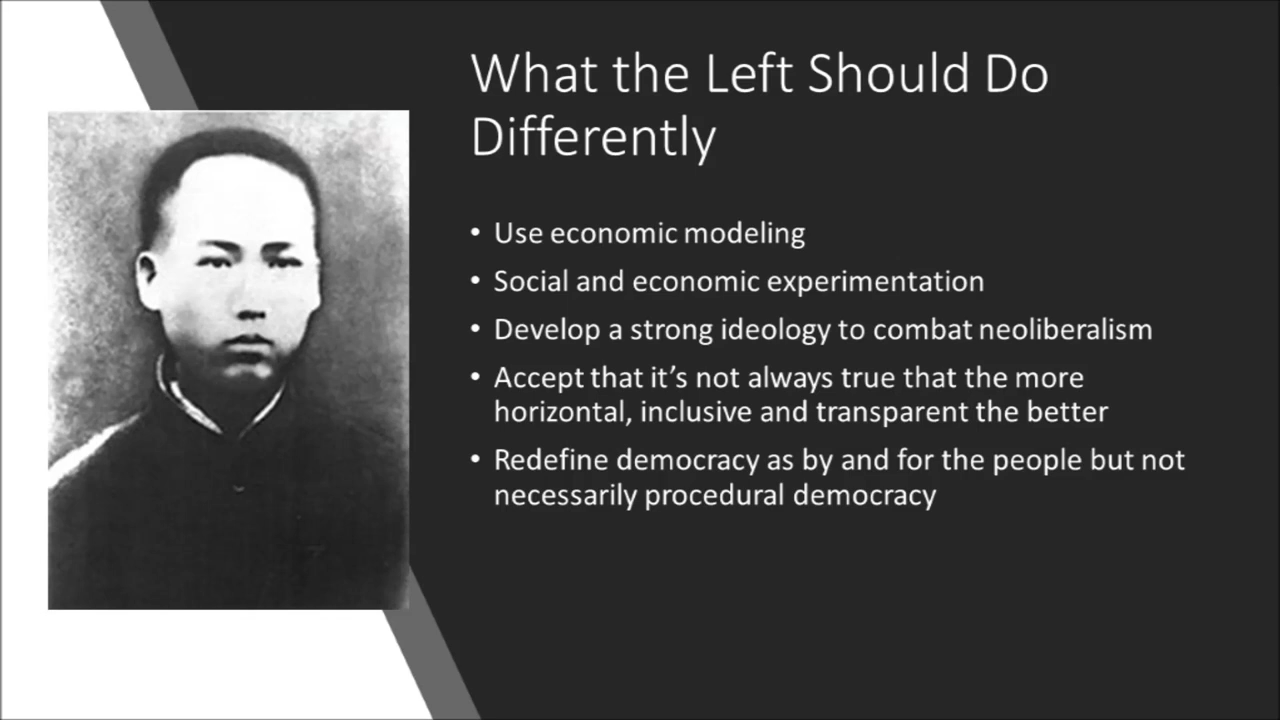 What the Left Should Do
Differently
• Use economic modeling
• Social and economic experimentation
• Develop a strong ideology to combat neoliberalism
• Accept that it’s not always true that the more
horizontal, inclusive and transparent the better
• Redefine democracy as by and for the people but not
necessarily procedural democracy